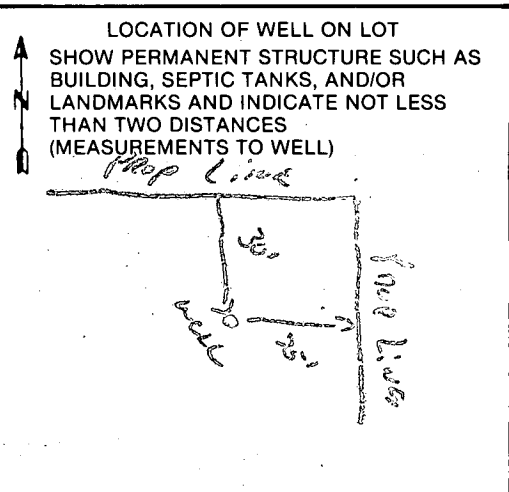 LOCATION OF WELL ON LOT
SHOW PERMANENT STRUCTURE SUCH AS
BUILDING, SEPTIC TANKS, AND/OR
LANDMARKS AND INDICATE NOT LESS
THAN TWO DISTANCES
(MEASUREMENTS TO WELL)
N
Prop Line
30'
well
Prop Line